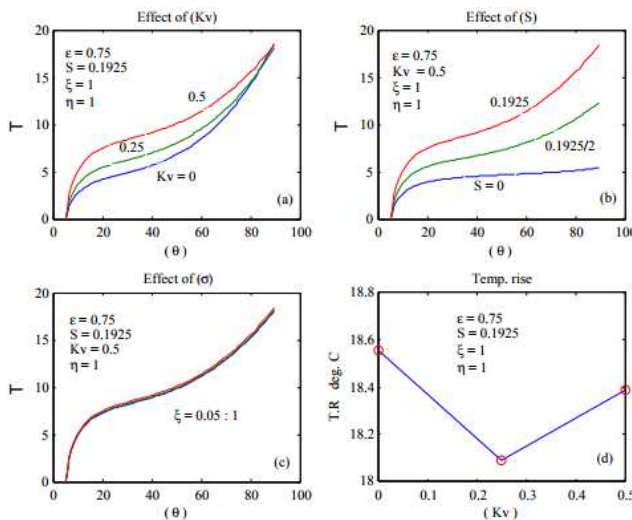 Effect of (Kv)
20
15
10
5
0
T
ε = 0.75
S = 0.1925
ξ = 1
η = 1
0.5
0.25
Kv = 0
(a)
0 20 40 60 80 100
( θ )
Effect of (S)
20
15
10
5
0
T
ε = 0.75
Kv = 0.5
ξ = 1
η = 1
0.1925
0.1925/2
S = 0
(b)
0 20 40 60 80 100
( θ )
Effect of (σ)
20
15
10
5
0
T
ε = 0.75
S = 0.1925
Kv = 0.5
η = 1
ξ = 0.05 : 1
(c)
0 20 40 60 80 100
( θ )
Temp. rise
18.8
18.6
18.4
18.2
18
T.R deg. C
ε = 0.75
S = 0.1925
ξ = 1
η = 1
(d)
0 0.1 0.2 0.3 0.4 0.5
( Kv )